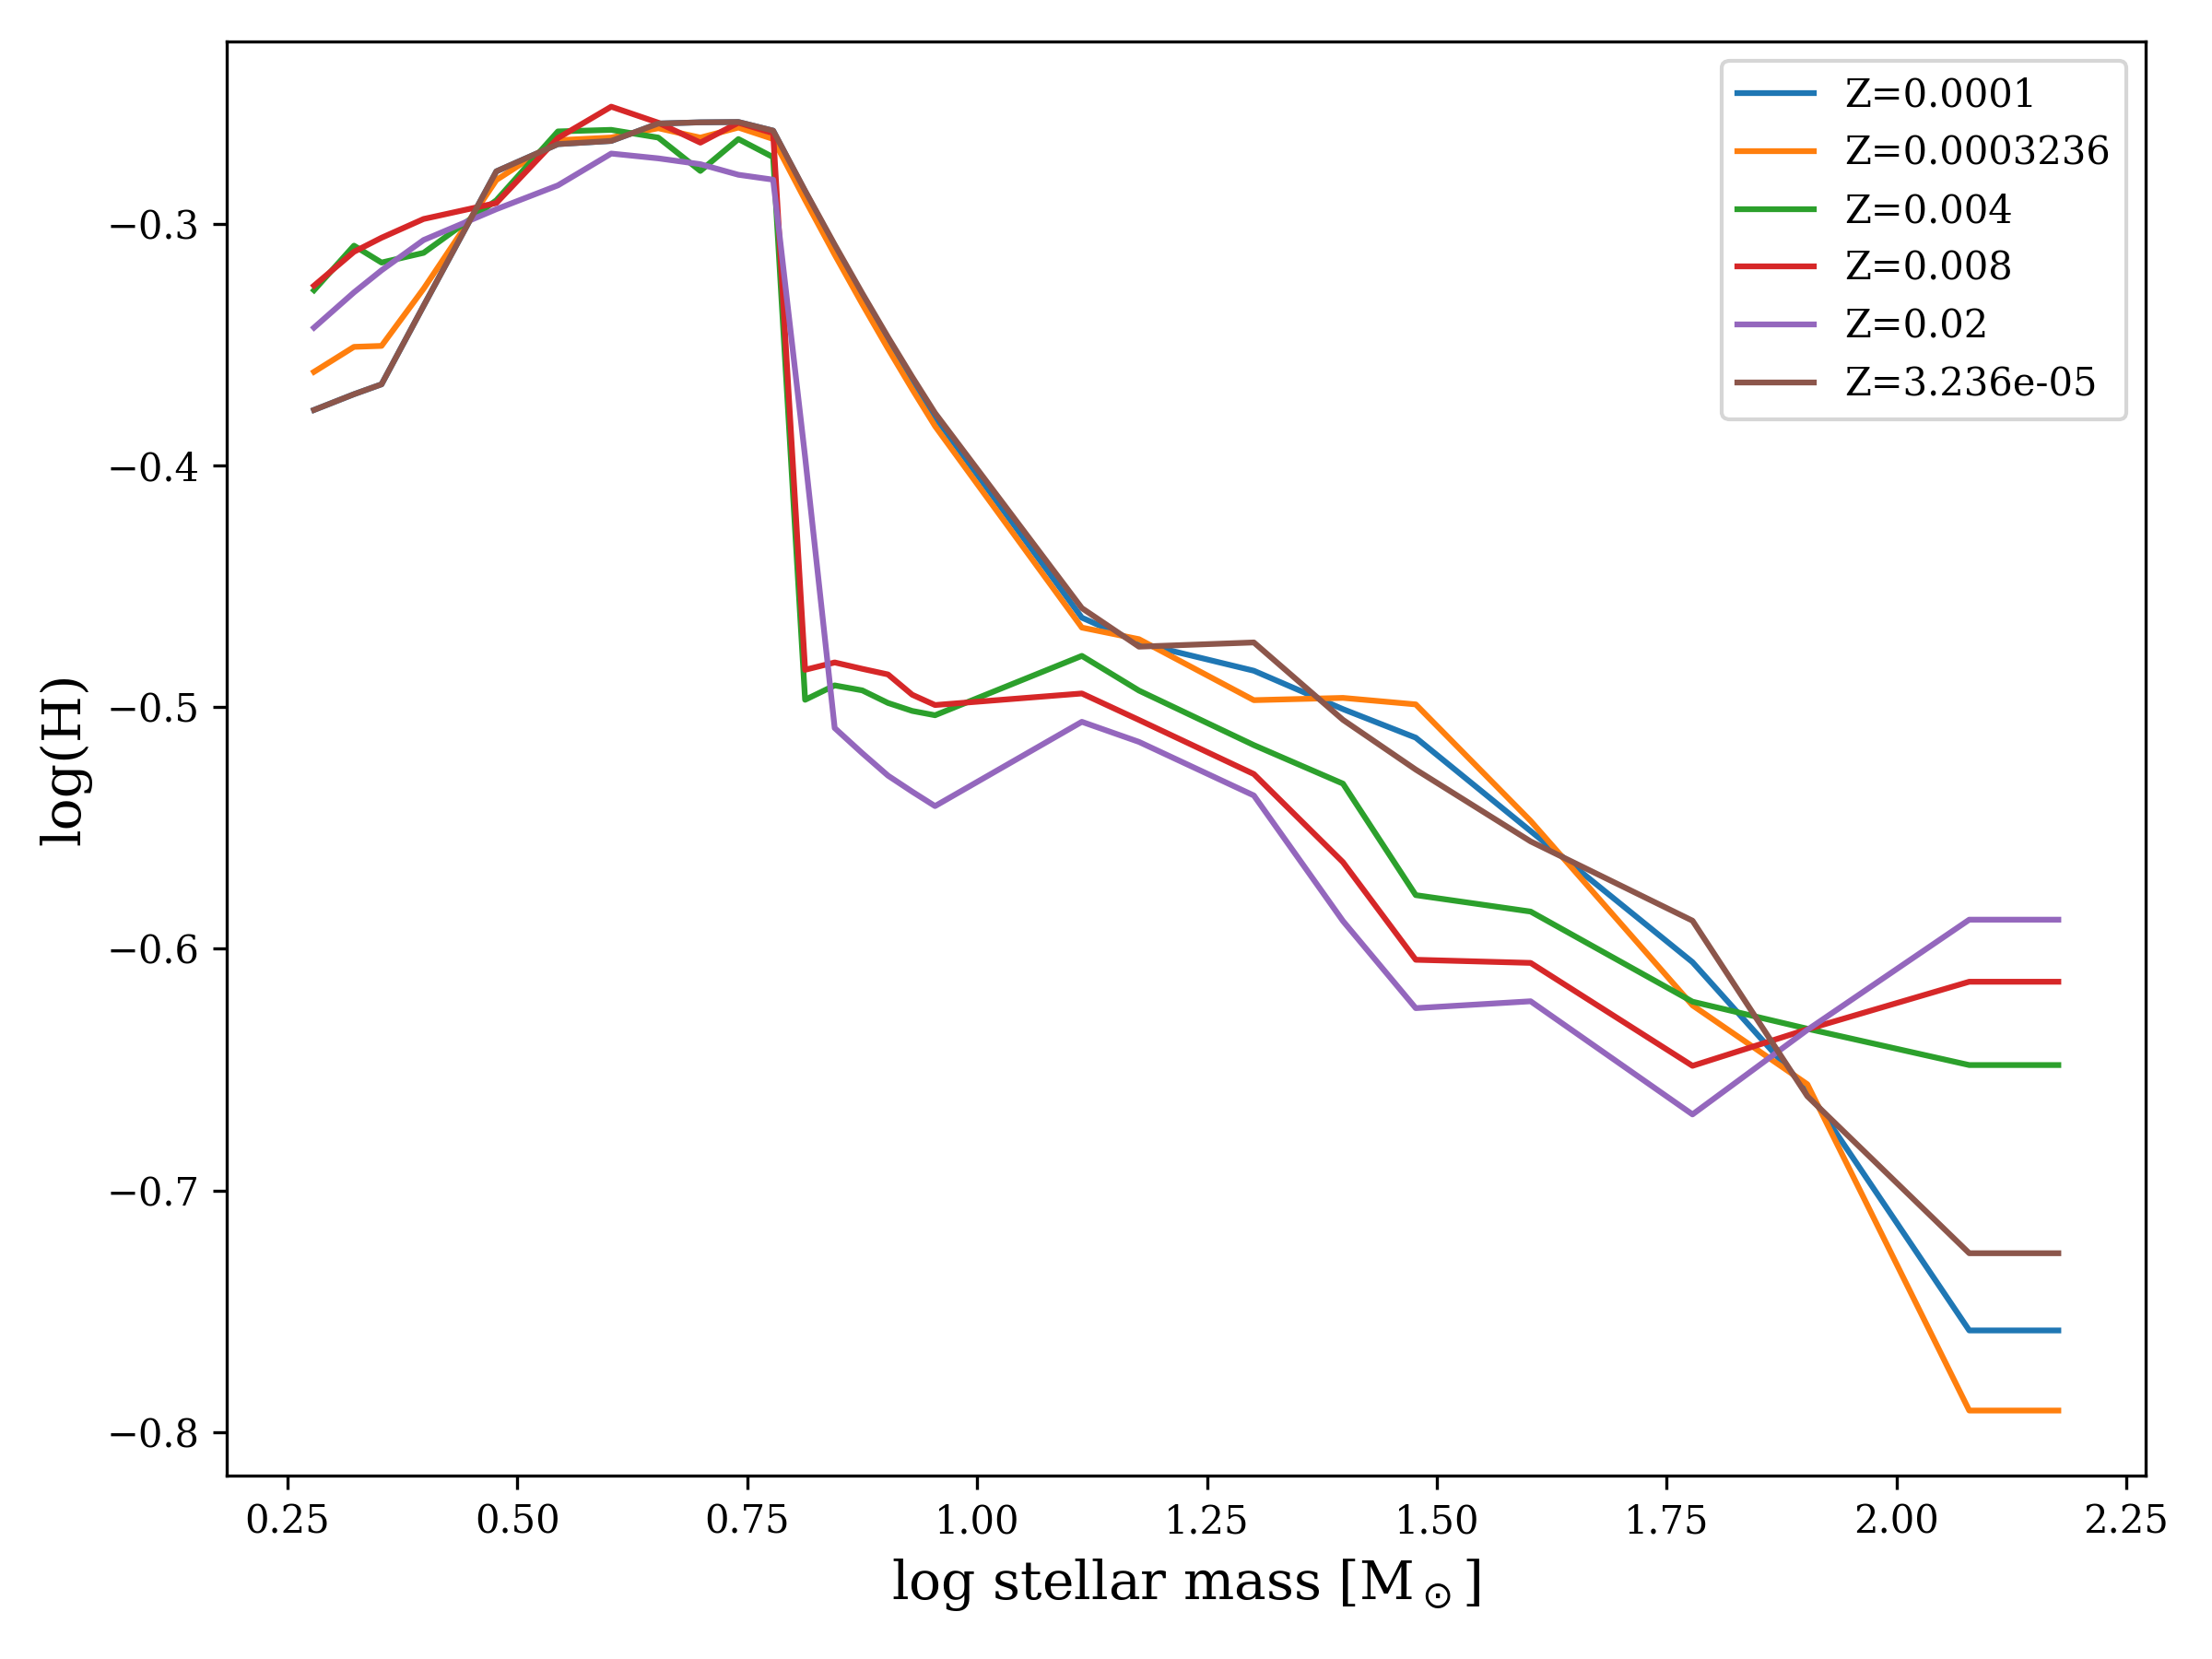 Z=0.0001
Z=0.0003236
Z=0.004
Z=0.008
Z=0.02
Z=3.236e-05
log(H)
−0.3
−0.4
−0.5
−0.6
−0.7
−0.8
0.25 0.50 0.75 1.00 1.25 1.50 1.75 2.00 2.25
log stellar mass [M⊙]